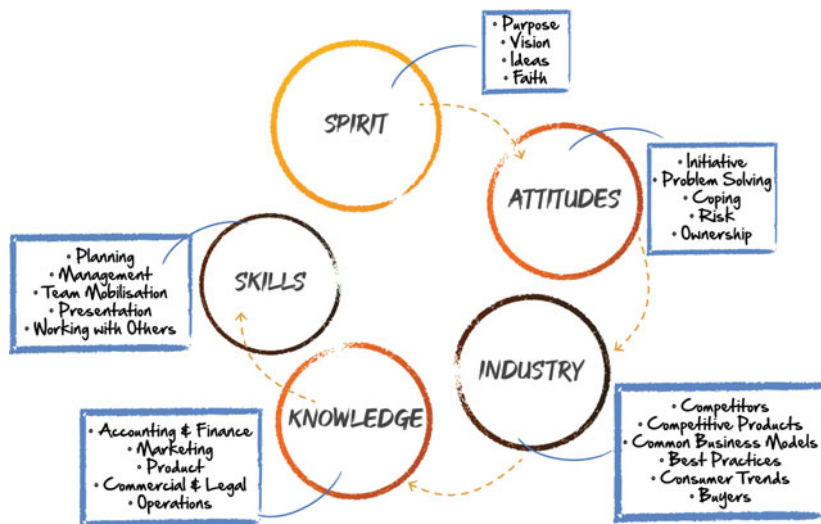 SPIRIT
• Purpose
• Vision
• Ideas
• Faith
ATTITUDES
• Initiative
• Problem Solving
• Coping
• Risk
• Ownership
INDUSTRY
• Competitors
• Competitive Products
• Common Business Models
• Best Practices
• Consumer Trends
• Buyers
KNOWLEDGE
• Accounting & Finance
• Marketing
• Product
• Commercial & Legal
• Operations
SKILLS
• Planning
• Management
• Team Mobilisation
• Presentation
• Working with Others